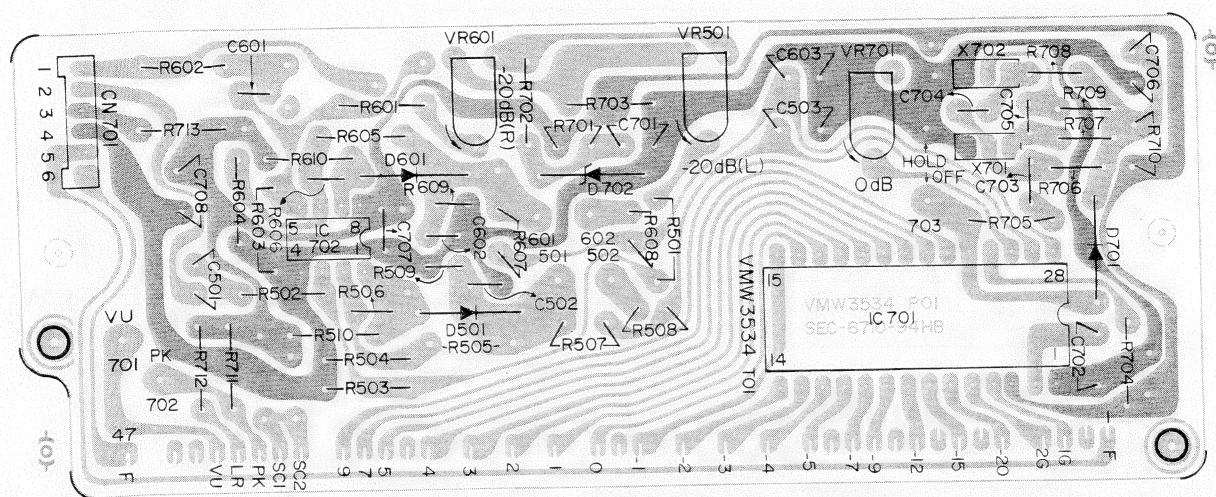 VR601
VR501
C601
R602
1
2
3
4
5
6
CN701
R713
R601
R605
R610
D601
R609
-20dB(R)
R702
R703
R701
C701
C603
C503
VR701
0dB
-20dB(L)
X702
R708
C706
C704
C705
R709
R707
R710
X701
HOLD
OFF
C703
R706
703
R705
D701
C708
R604
R603
R606
5
8
IC
702
4
1
C707
R509
C602
R607
601
501
602
502
D702
R608
R501
C501
R502
R506
C502
R510
D501
R505
R504
R503
R507
R508
VMW3534 T01
15
28
VMW3534 P01
IC701
SEC-6710-94HB
14
1
C702
R704
VU
701
PK
702
R712
R711
47
F
VU
LR
PK
SC1
SC2
9
7
5
4
3
2
1
0
-1
-2
-3
-4
-5
-7
-9
-12
-15
-20
2G
1G
F